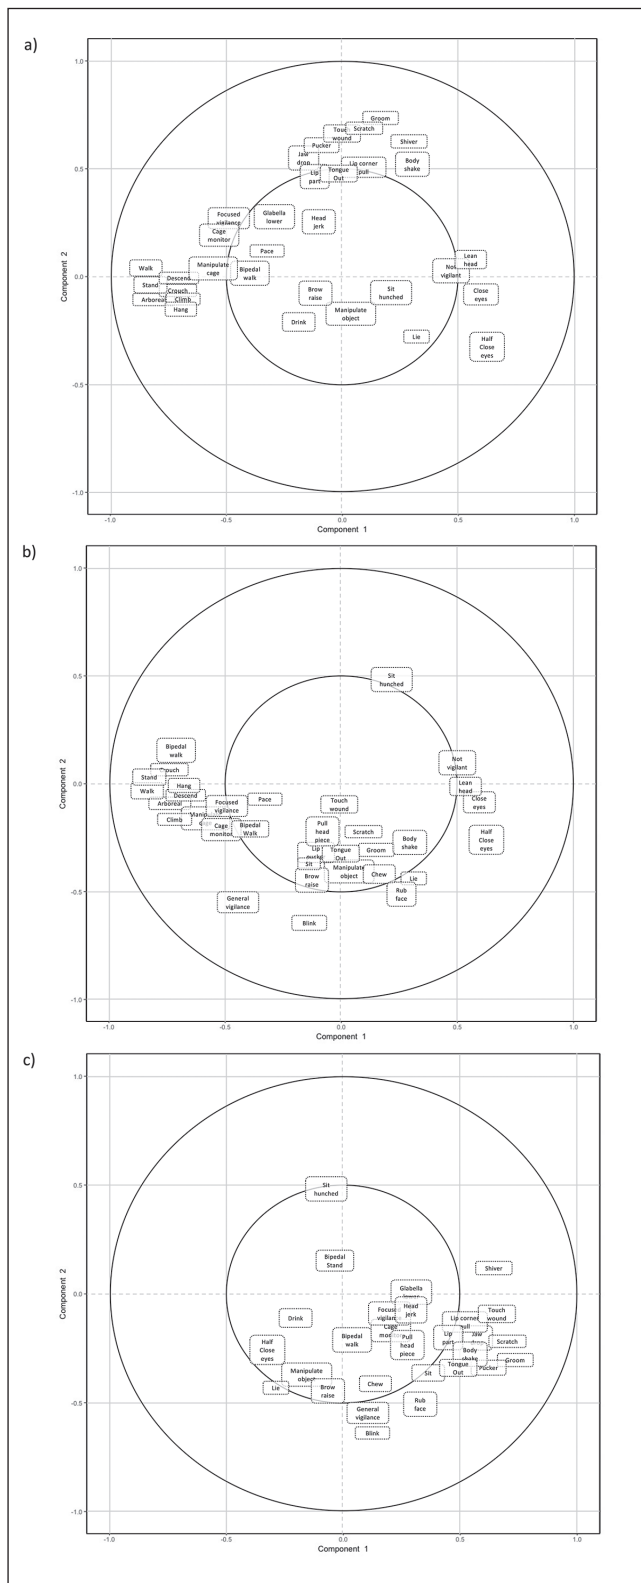 a)
1.0
Groom
Scratch
Touch
wound
Pucker
Shiver
Jaw
drop
Lip corner
pull
Body
shake
0.5
Tongue
Out
Lip
part
Focused
vigilance
Glabella
lower
Head
jerk
Cage
monitor
Pace
Lean
head
Walk
Manipulate
cage
Bipedal
walk
Not
vigilant
0.0
Stand
Descend
Crouch
Arboreal
Climb
Hang
Brow
raise
Sit
hunched
Close
eyes
Manipulate
object
Drink
Lie
Half
Close
eyes
-0.5
-1.0
Component 2
-1.0 -0.5 0.0 0.5 1.0
Component 1
b)
1.0
0.5
Sit
hunched
Bipedal
walk
Not
vigilant
Crouch
Stand
0.0
Walk
Hang
Descend
Arboreal
Climb
Focused
vigilance
Pace
Touch
wound
Lean
head
Close
eyes
Cage
monitor
Bipedal
Walk
Pull
head
piece
Scratch
Body
shake
Half
Close
eyes
Lip
Tongue
Out
Groom
Sit
Manipulate
object
Chew
Lie
Brow
raise
Rub
face
-0.5
General
vigilance
Blink
-1.0
Component 2
-1.0 -0.5 0.0 0.5 1.0
Component 1
c)
1.0
0.5
Sit
hunched
Bipedal
Stand
Shiver
0.0
Glabella
lower
Focused
vigilance
Head
jerk
Drink
Lip corner
pull
Touch
wound
Cage
monitor
Bipedal
walk
Pull
head
piece
Lip
part
Jaw
drop
Scratch
Half
Close
eyes
Body
shake
Groom
Tongue
Out
Pucker
Manipulate
object
Sit
Lie
Brow
raise
Chew
-0.5
General
vigilance
Rub
face
Blink
-1.0
Component 2
-1.0 -0.5 0.0 0.5 1.0
Component 1